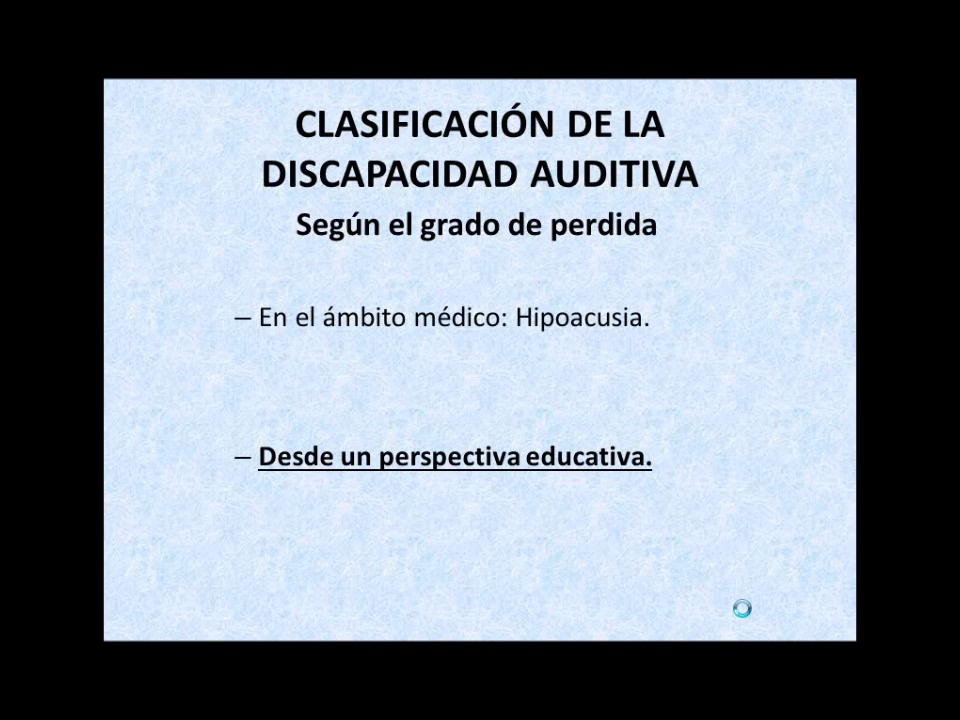 CLASIFICACIÓN DE LA
DISCAPACIDAD AUDITIVA
Según el grado de perdida
– En el ámbito médico: Hipoacusia.
– Desde un perspectiva educativa.